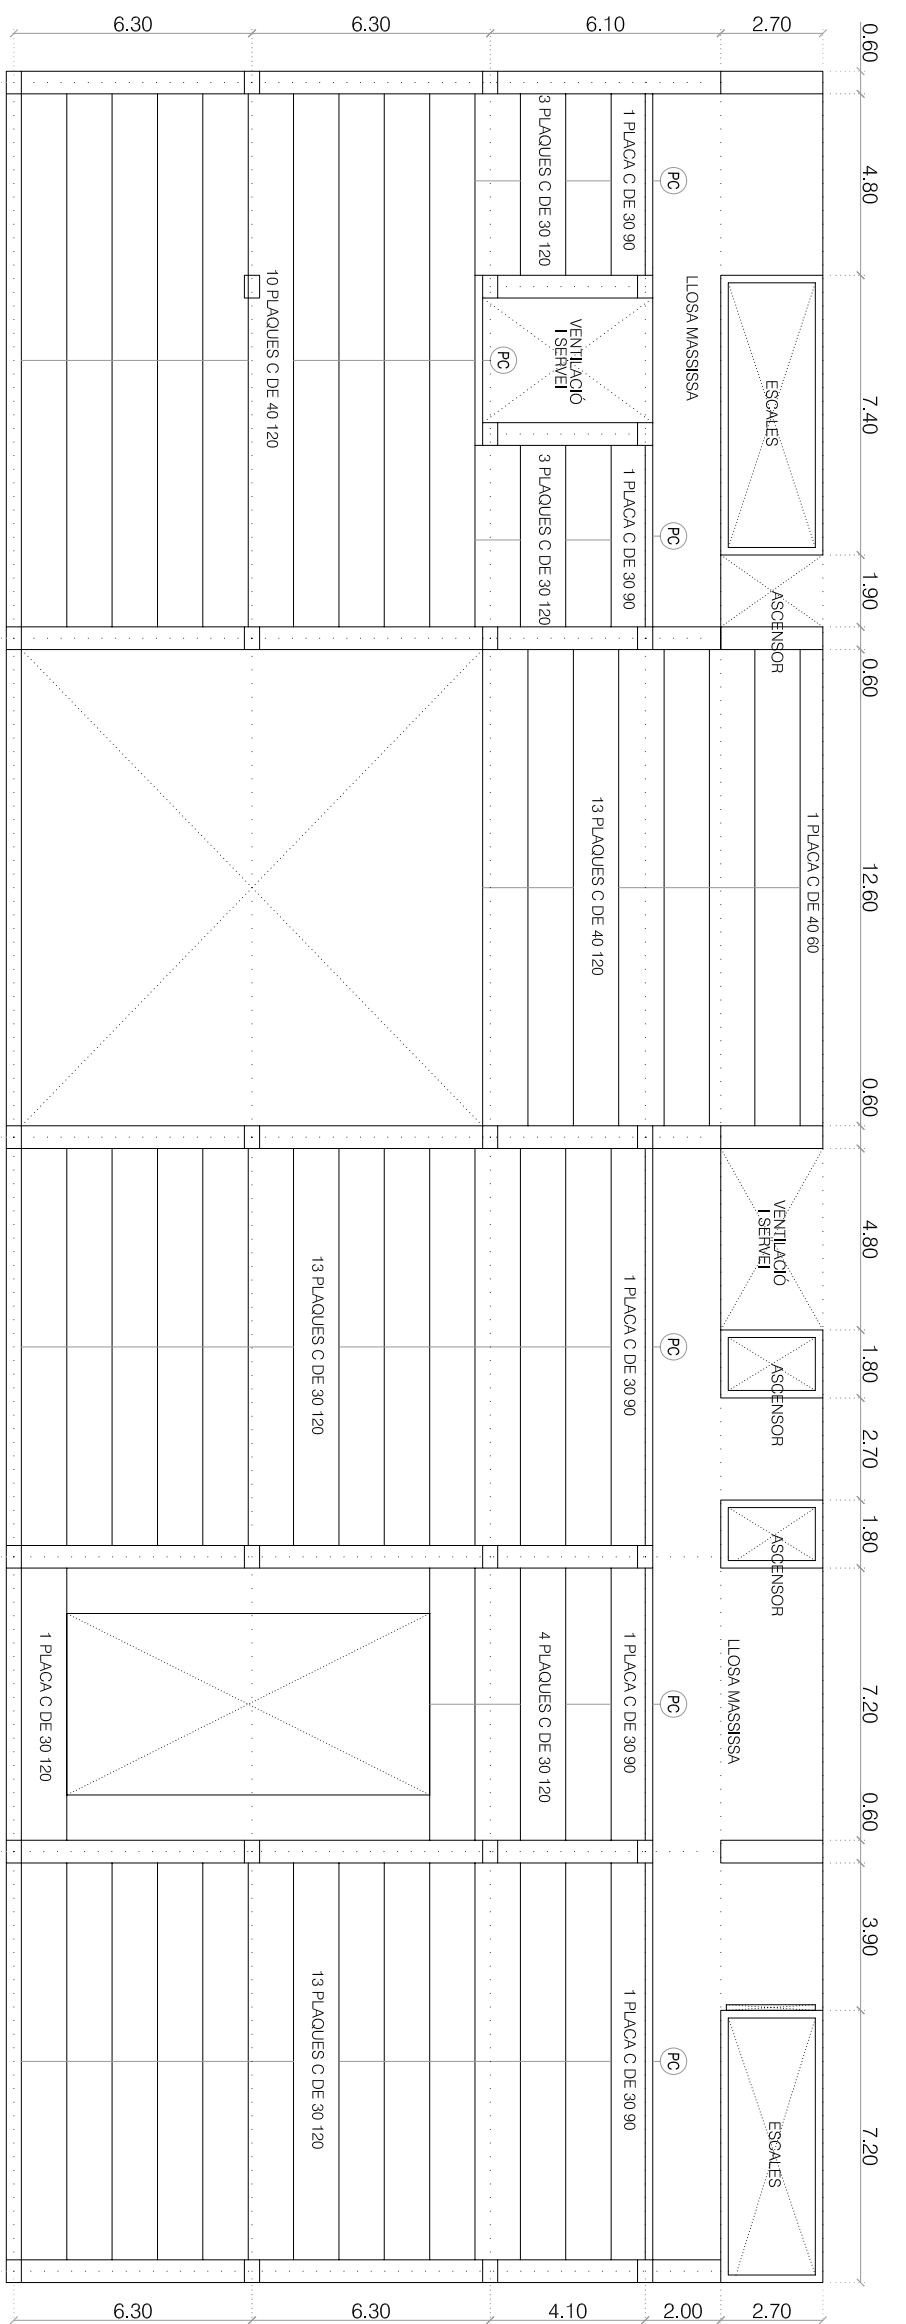 6.30
6.30
6.10
2.70
0.60
4.80
7.40
1.90
0.60
12.60
0.60
4.80
1.80
2.70
1.80
7.20
0.60
3.90
7.20
3 PLAQUES C DE 30 120
1 PLACA C DE 30 90
PC
LLOSA MASSISSA
10 PLAQUES C DE 40 120
PC
VENTILACIÓ
I SERVEI
ESCALES
3 PLAQUES C DE 30 120
1 PLACA C DE 30 90
PC
ASCENSOR
13 PLAQUES C DE 40 120
1 PLACA C DE 40 60
VENTILACIÓ
I SERVEI
13 PLAQUES C DE 30 120
1 PLACA C DE 30 90
PC
ASCENSOR
ASCENSOR
1 PLACA C DE 30 120
4 PLAQUES C DE 30 120
1 PLACA C DE 30 90
PC
LLOSA MASSISSA
13 PLAQUES C DE 30 120
1 PLACA C DE 30 90
PC
ESCALES
6.30
6.30
4.10
2.00
2.70